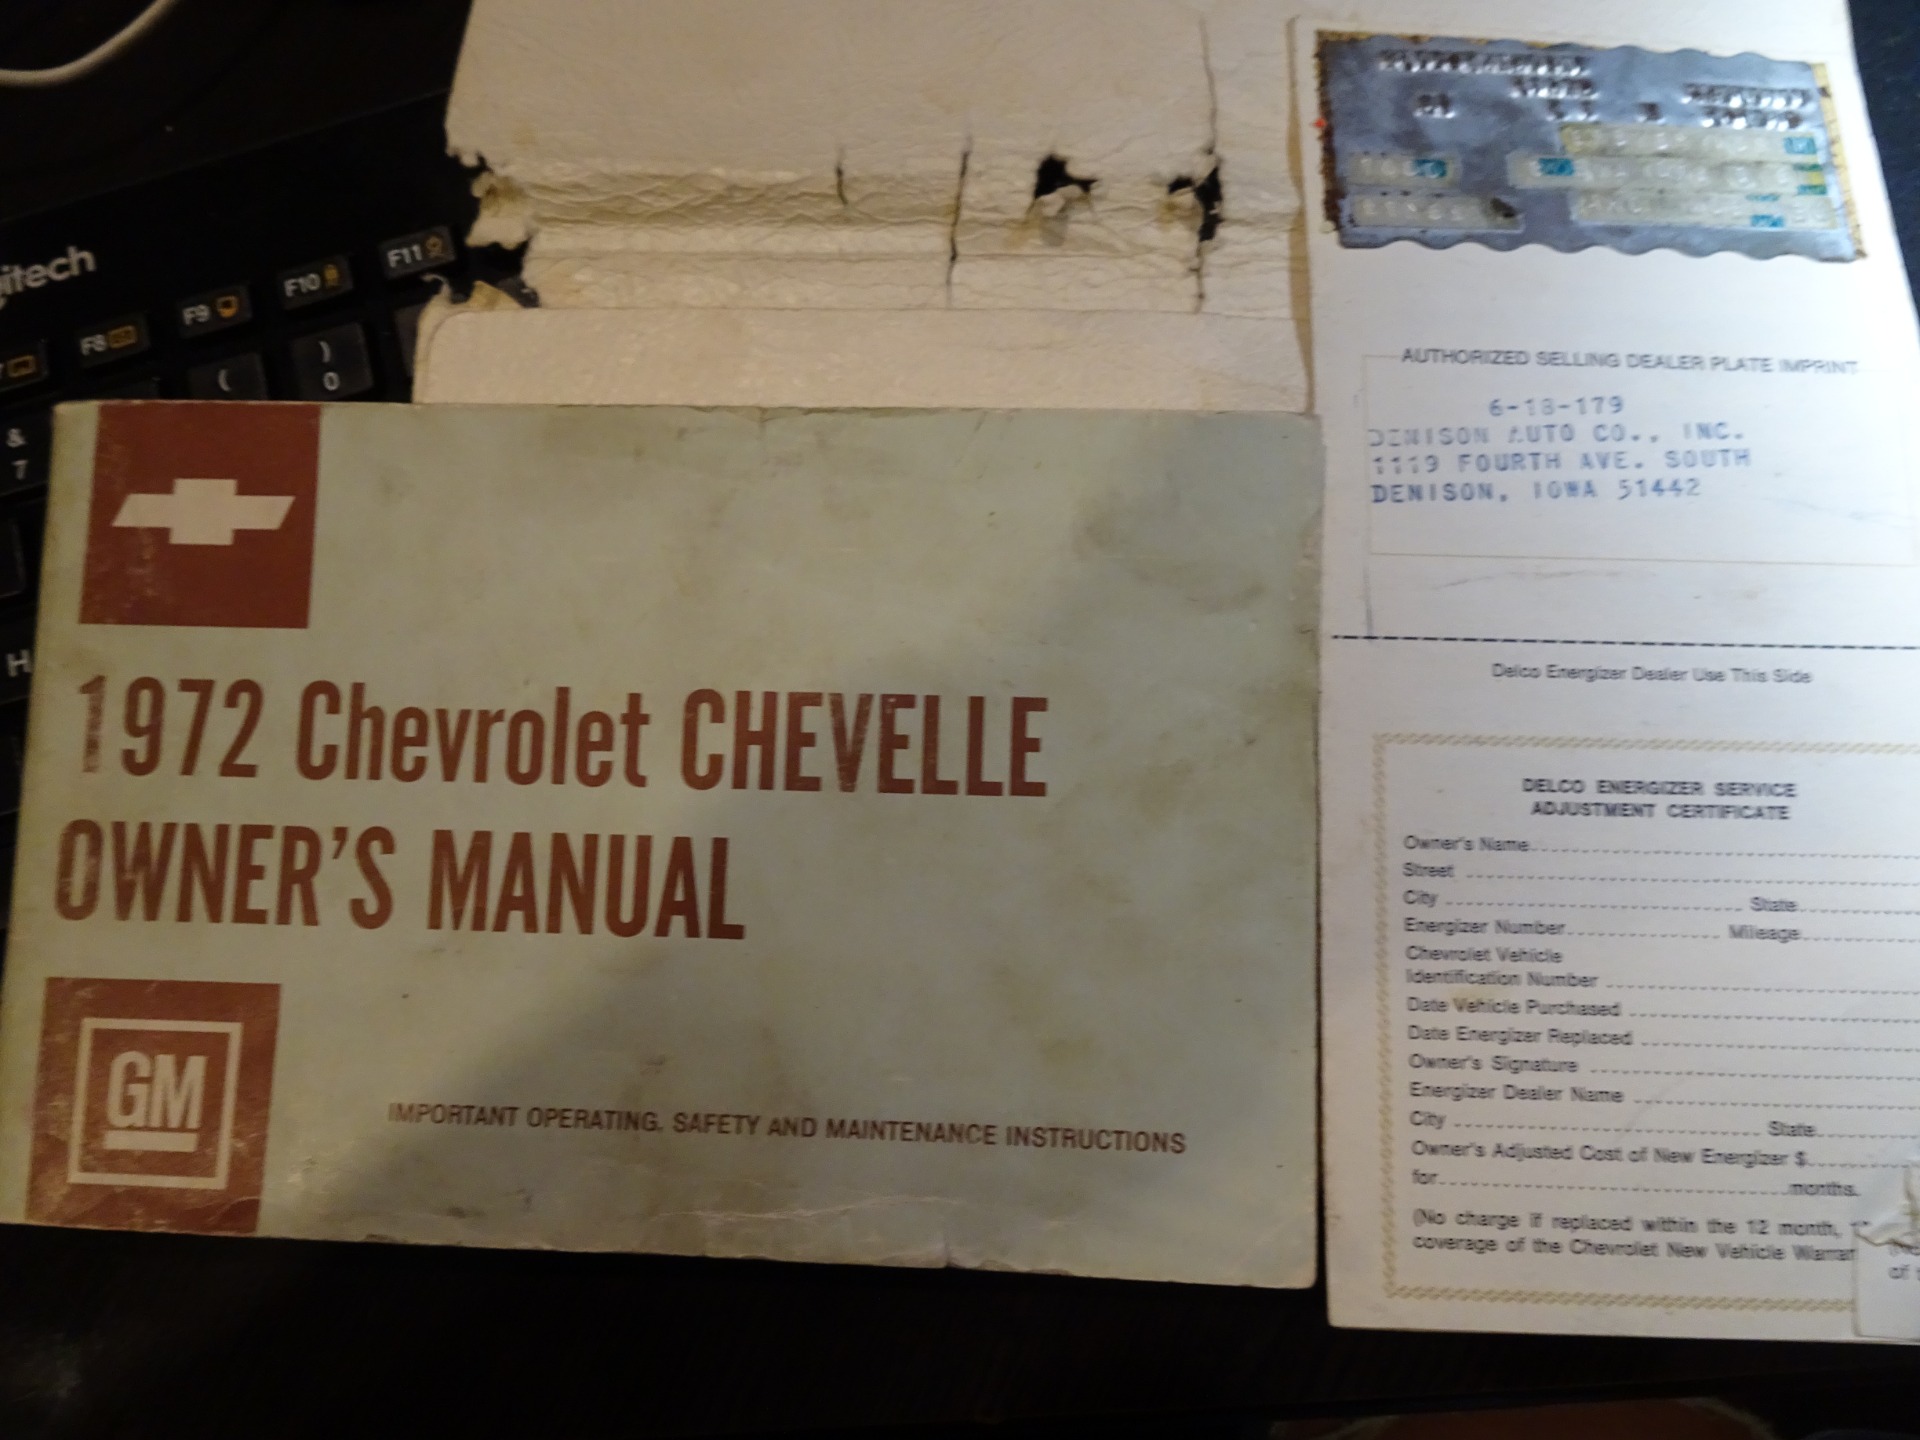 F11
F10
F9
F8
)
0
(
&
7
1972 Chevrolet CHEVELLE
OWNER'S MANUAL
GM
IMPORTANT OPERATING, SAFETY AND MAINTENANCE INSTRUCTIONS
AUTHORIZED SELLING DEALER PLATE IMPRINT
6-18-179
DENISON AUTO CO., INC.
1119 FOURTH AVE. SOUTH
DENISON, IOWA 51442
Delco Energizer Dealer Use This Side
DELCO ENERGIZER SERVICE
ADJUSTMENT CERTIFICATE
Owner's Name
Street
City State
Energizer Number Mileage
Chevrolet Vehicle
Identification Number
Date Vehicle Purchased
Date Energizer Replaced
Owner's Signature
Energizer Dealer Name
City State
Owner's Adjusted Cost of New Energizer $
for months.
(No charge if replaced within the 12 month,
coverage of the Chevrolet New Vehicle
of